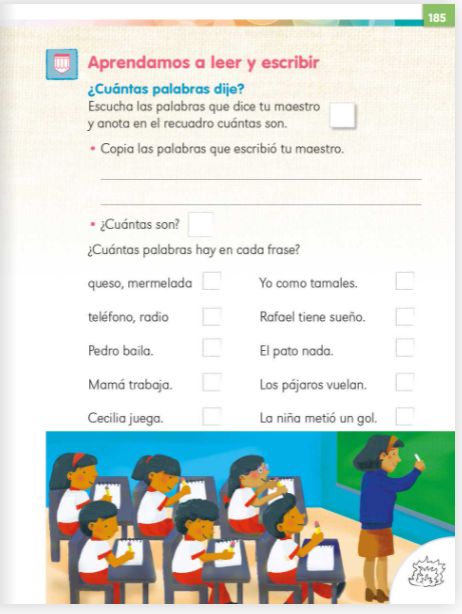 185
Aprendamos a leer y escribir
¿Cuántas palabras dije?
Escucha las palabras que dice tu maestro
y anota en el recuadro cuántas son.
• Copia las palabras que escribió tu maestro.
• ¿Cuántas son?
¿Cuántas palabras hay en cada frase?
queso, mermelada
Yo como tamales.
teléfono, radio
Rafael tiene sueño.
Pedro baila.
El pato nada.
Mamá trabaja.
Los pájaros vuelan.
Cecilia juega.
La niña metió un gol.